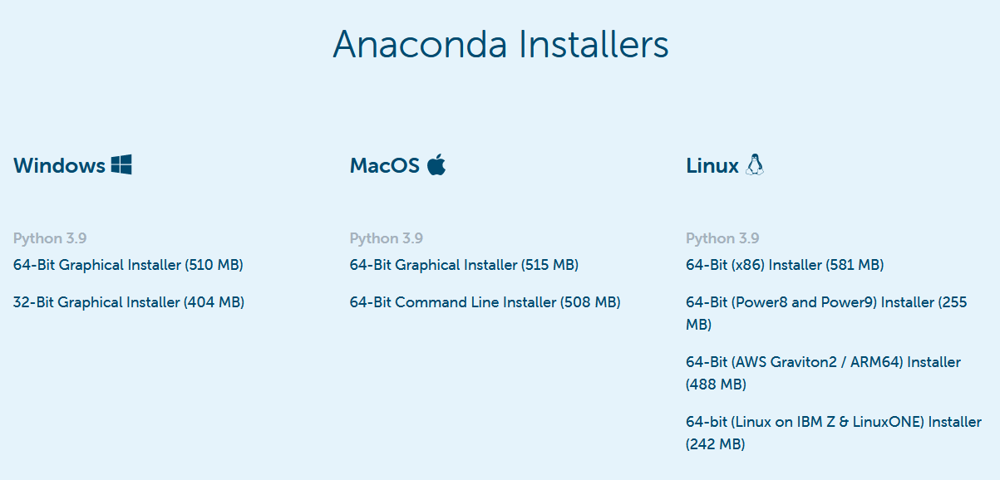 Anaconda Installers
Windows
Python 3.9
64-Bit Graphical Installer (510 MB)
32-Bit Graphical Installer (404 MB)
MacOS
Python 3.9
64-Bit Graphical Installer (515 MB)
64-Bit Command Line Installer (508 MB)
Linux
Python 3.9
64-Bit (x86) Installer (581 MB)
64-Bit (Power8 and Power9) Installer (255
MB)
64-Bit (AWS Graviton2 / ARM64) Installer
(488 MB)
64-bit (Linux on IBM Z & LinuxONE) Installer
(242 MB)